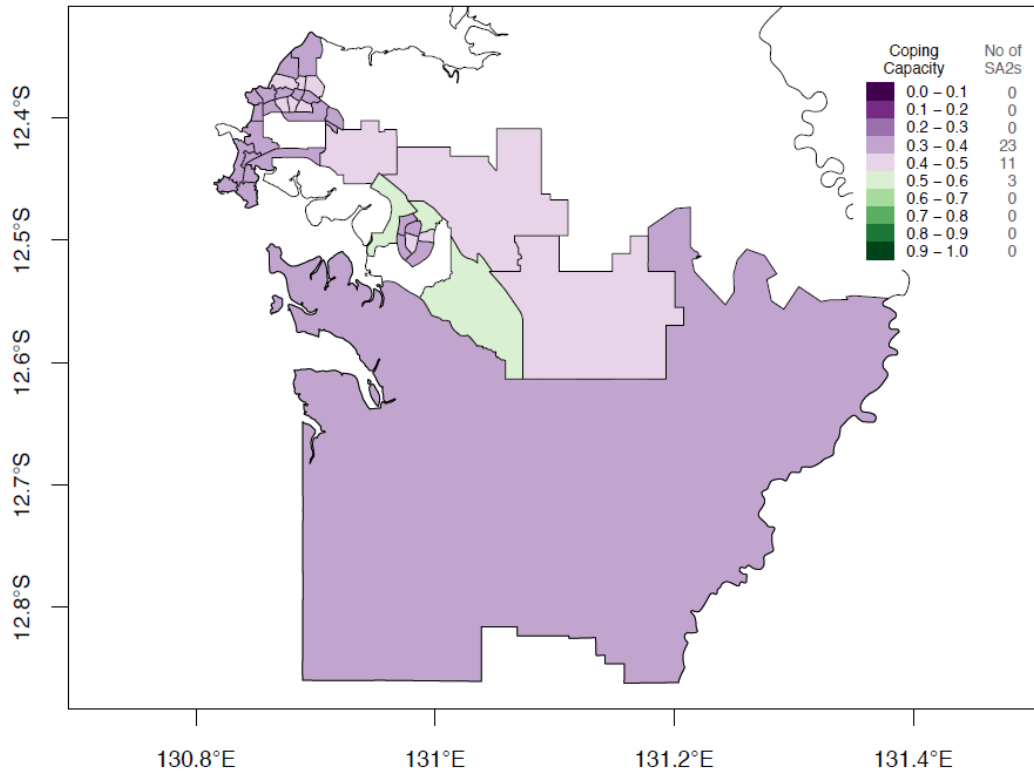 Coping No of
Capacity SA2s
0.0 – 0.1 0
0.1 – 0.2 0
0.2 – 0.3 0
0.3 – 0.4 23
0.4 – 0.5 11
0.5 – 0.6 3
0.6 – 0.7 0
0.7 – 0.8 0
0.8 – 0.9 0
0.9 – 1.0 0
12.4°S
12.5°S
12.6°S
12.7°S
12.8°S
130.8°E 131°E 131.2°E 131.4°E